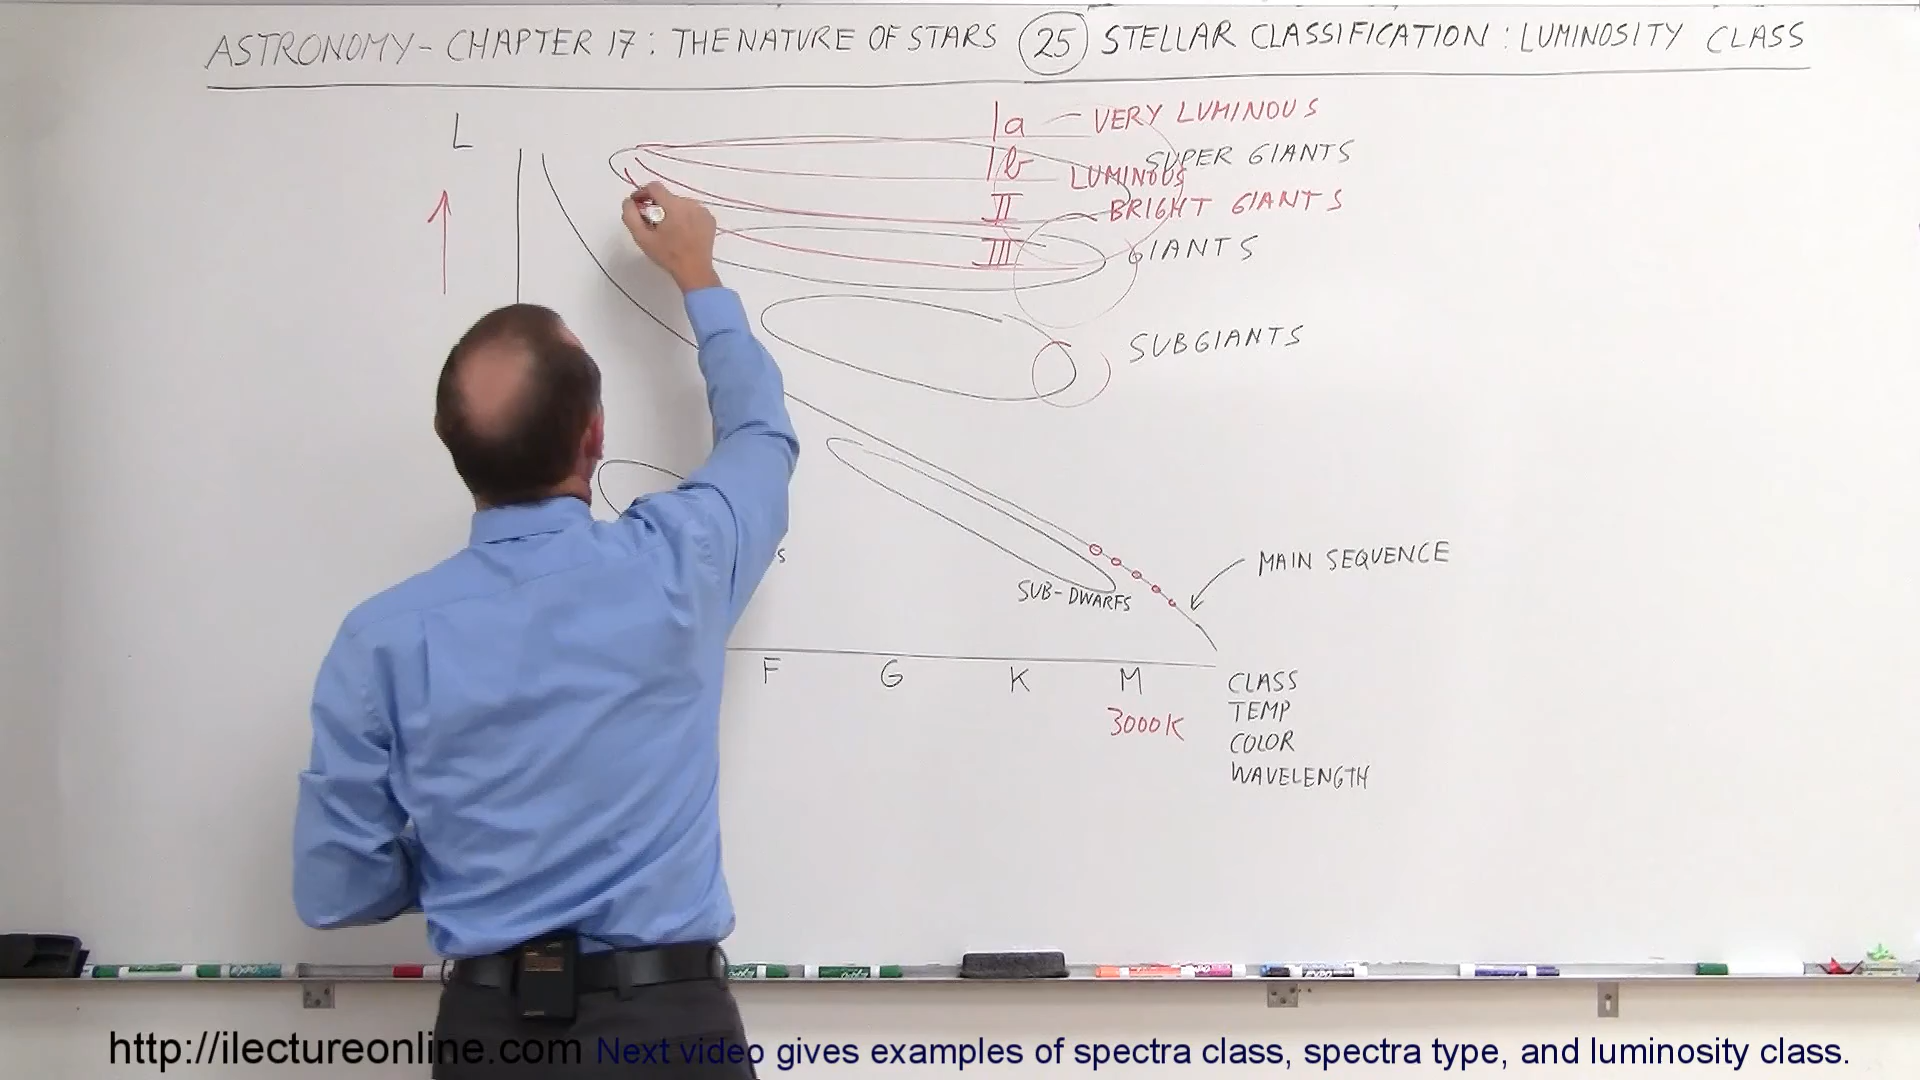 ASTRONOMY - CHAPTER 17: THE NATURE OF STARS 25 STELLAR CLASSIFICATION: LUMINOSITY CLASS
L
Ia - VERY LUMINOUS
SUPER GIANTS
Ib LUMINOUS
II - BRIGHT GIANTS
III GIANTS
SUBGIANTS
MAIN SEQUENCE
S
SUB-DWARFS
F G K M CLASS
3000K TEMP
COLOR
WAVELENGTH
http://ilectureonline.com Next video gives examples of spectra class, spectra type, and luminosity class.